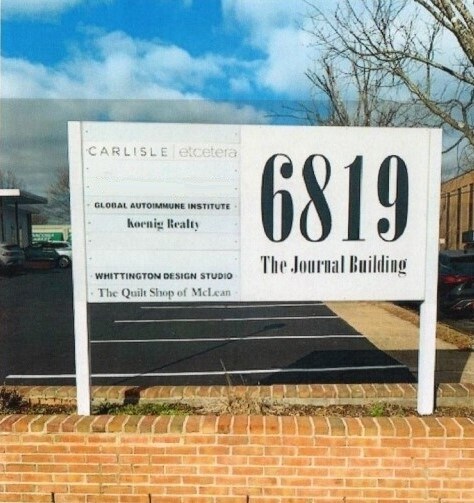 CARLISLE | etcetera
GLOBAL AUTOIMMUNE INSTITUTE
Koenig Realty
WHITTINGTON DESIGN STUDIO
The Quilt Shop of McLean
6819
The Journal Building